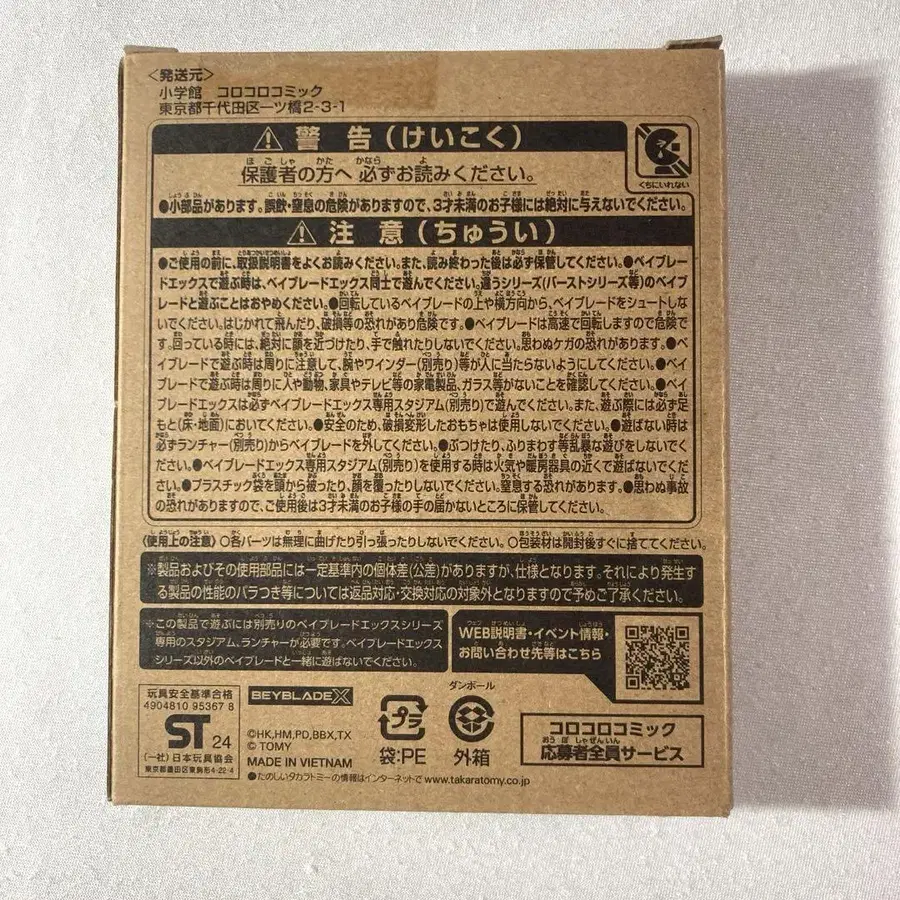 <発送元>
小学館 コロコロコミック
東京都千代田区一ツ橋2-3-1
⚠ 警告(けいこく)
保護者の方へ 必ずお読みください。
くちにいれない
●小部品があります。誤飲・窒息の危険がありますので、3才未満のお子様には絶対に与えないでください。
⚠ 注意(ちゅうい)
●ご使用の前に、取扱説明書をよくお読みください。また、読み終わった後は必ず保管してください。●ベイブレー
ドエックスで遊ぶ時は、ベイブレードエックス同士で遊んでください。違うシリーズ(バーストシリーズ等)のベイブ
レードと遊ぶことはおやめください。●回転しているベイブレードの上や横方向から、ベイブレードをシュートしな
いでください。はじかれて飛んだり、破損等の恐れがあり危険です。●ベイブレードは高速で回転しますので危険で
す。回っている時には、絶対に顔を近づけたり、手で触れたりしないでください。思わぬケガの恐れがあります。●ベ
イブレードで遊ぶ時は周りに注意して、腕やワインダー(別売り)等が人に当たらないようにしてください。●ベイ
ブレードで遊ぶ時は周りに人や動物、家具やテレビ等の家電製品、ガラス等がないことを確認してください。●ベイ
ブレードエックスは必ずベイブレードエックス専用スタジアム(別売り)で遊んでください。また、遊ぶ際には必ず足
もと(床・地面)においてください。●安全のため、破損変形したおもちゃは使用しないでください。●遊ばない時は
必ずランチャー(別売り)からベイブレードを外してください。●ぶつけたり、ふりまわす等乱暴な遊びをしないでくだ
さい。●ベイブレードエックス専用スタジアム(別売り)を使用する時は火気や暖房器具の近くで遊ばないでくださ
い。●プラスチック袋を頭から被ったり、顔を覆ったりしないでください。窒息する恐れがあります。●思わぬ事故
の恐れがありますので、ご使用後は3才未満のお子様の手の届かないところに保管してください。
〈使用上の注意〉○各パーツは無理に曲げたり引っ張ったりしないでください。○包装材は開封後すぐに捨ててください。
※製品およびその使用部品には一定基準内の個体差(公差)がありますが、仕様となります。それにより発生す
る製品の性能のバラつき等については返品対応・交換対応の対象外となりますので予めご了承ください。
※この製品で遊ぶには別売りのベイブレードエックスシリーズ
専用のスタジアム、ランチャーが必要です。ベイブレードエックス
シリーズ以外のベイブレードと一緒に遊ばないでください。
WEB説明書・イベント情報・
お問い合わせ先等はこちら
玩具安全基準合格
4904810 95367 8
ST 24
(一社)日本玩具協会
東京都墨田区東駒形4-22-4
BEYBLADE X
©HK,HM,PD,BBX,TX
© TOMY
MADE IN VIETNAM
●たのしいタカラトミーの情報はインターネットで www.takaratomy.co.jp
プラ
袋:PE
ダンボール
外箱
コロコロコミック
応募者全員サービス